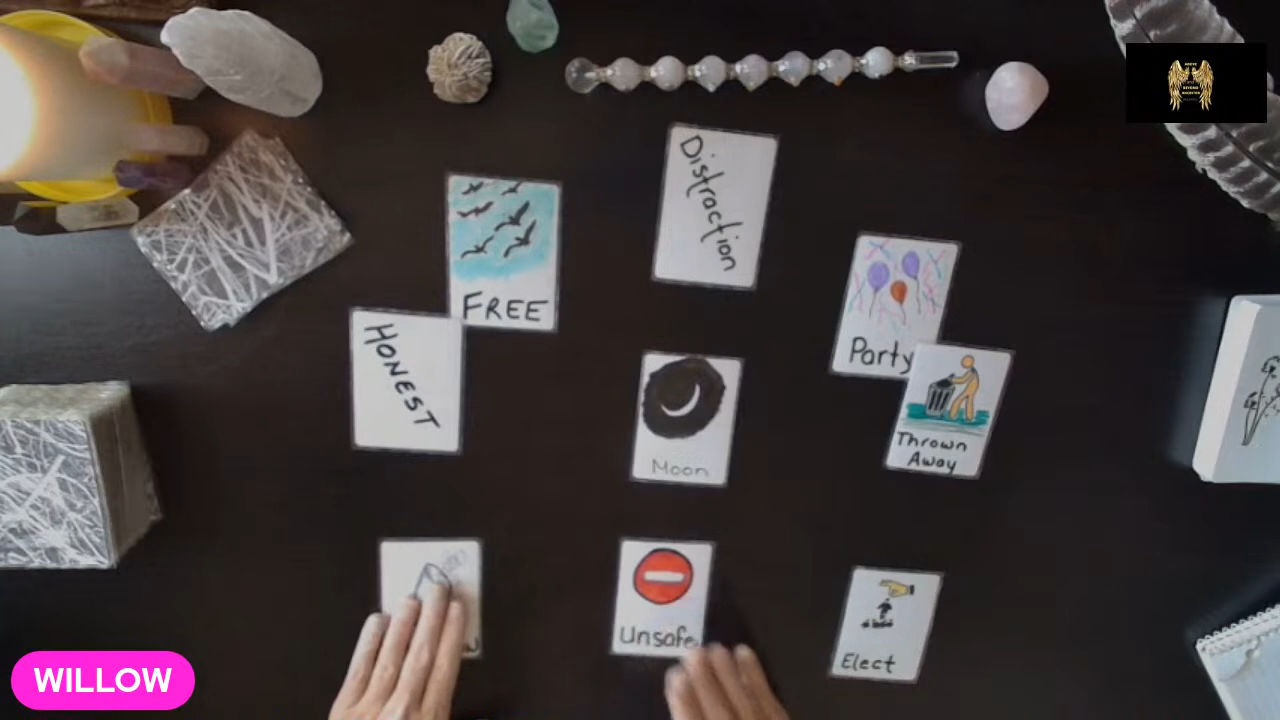 Distraction
FREE
Party
HONEST
Thrown
Away
Moon
Unsafe
Elect
WILLOW